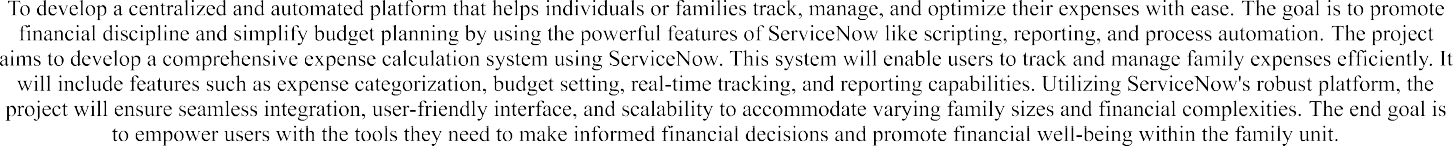 To develop a centralized and automated platform that helps individuals or families track, manage, and optimize their expenses with ease. The goal is to promote
financial discipline and simplify budget planning by using the powerful features of ServiceNow like scripting, reporting, and process automation. The project
aims to develop a comprehensive expense calculation system using ServiceNow. This system will enable users to track and manage family expenses efficiently. It
will include features such as expense categorization, budget setting, real-time tracking, and reporting capabilities. Utilizing ServiceNow's robust platform, the
project will ensure seamless integration, user-friendly interface, and scalability to accommodate varying family sizes and financial complexities. The end goal is
to empower users with the tools they need to make informed financial decisions and promote financial well-being within the family unit.